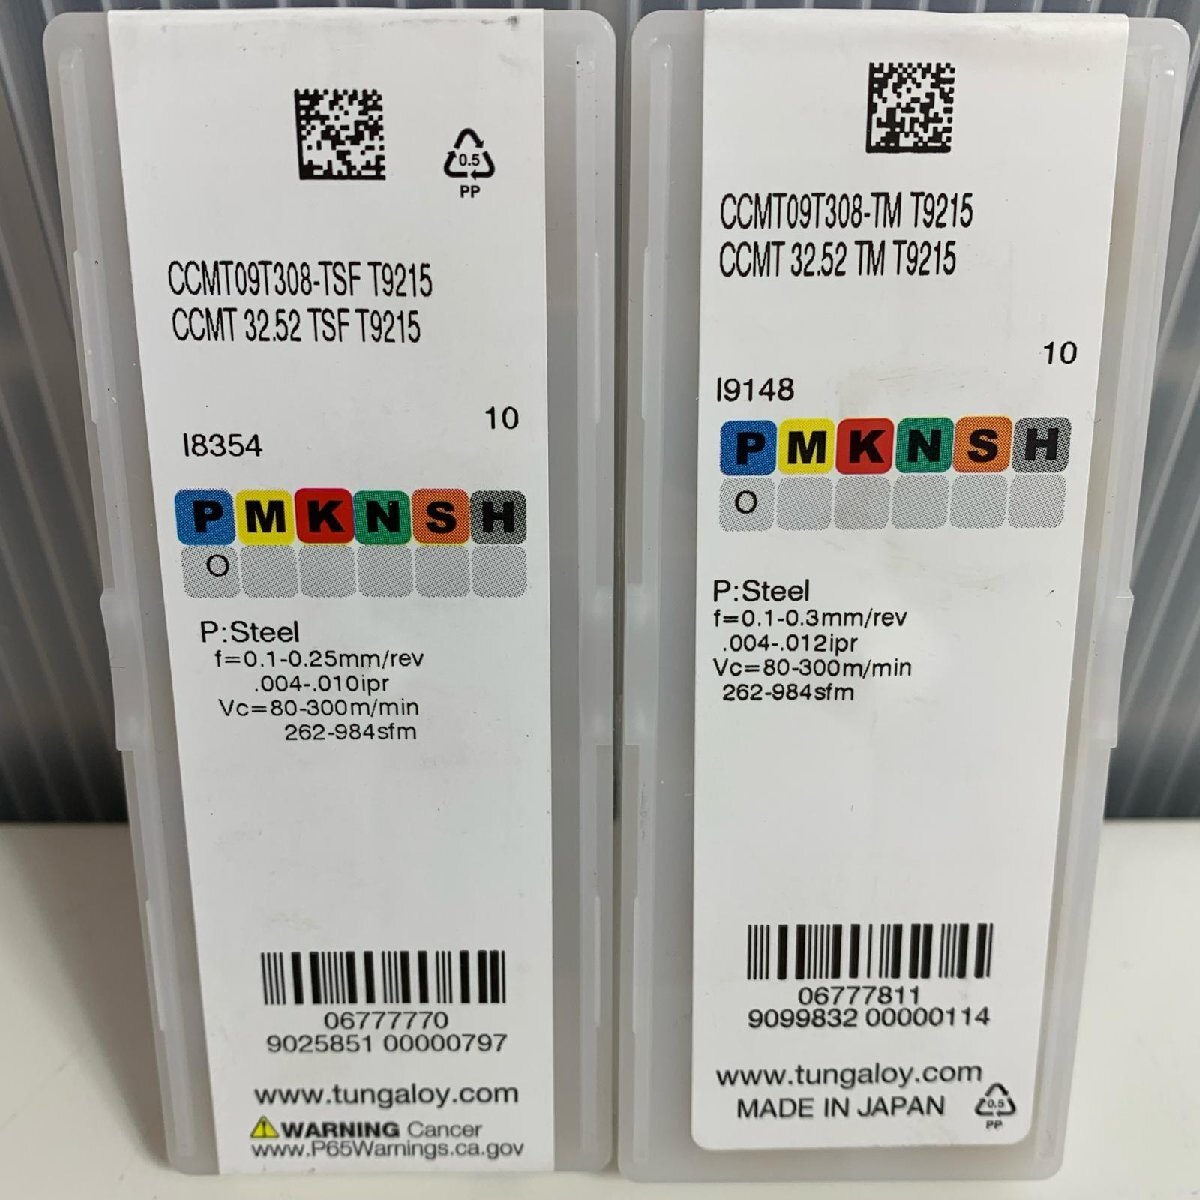 0.5
PP
CCMT09T308-TSF T9215
CCMT 32.52 TSF T9215
10
I8354
P M K N S H
O
P:Steel
f=0.1-0.25mm/rev
.004-.010ipr
Vc=80-300m/min
262-984sfm
06777770
9025851 00000797
www.tungaloy.com
WARNING Cancer
www.P65Warnings.ca.gov
CCMT09T308-TM T9215
CCMT 32.52 TM T9215
10
I9148
P M K N S H
O
P:Steel
f=0.1-0.3mm/rev
.004-.012ipr
Vc=80-300m/min
262-984sfm
06777811
9099832 00000114
www.tungaloy.com
MADE IN JAPAN
0.5
PP